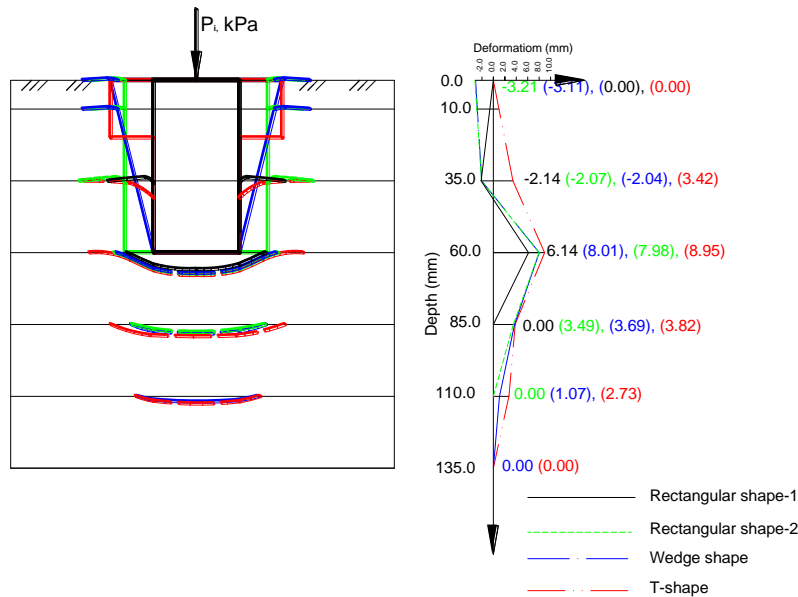 P i, kPa
Deformatiom (mm)
-2.0 0.0 2.0 4.0 6.0 8.0 10.0
0.0
-3.21 (-3.11), (0.00), (0.00)
10.0
35.0
-2.14 (-2.07), (-2.04), (3.42)
60.0
6.14 (8.01), (7.98), (8.95)
Depth (mm)
85.0
0.00 (3.49), (3.69), (3.82)
110.0
0.00 (1.07), (2.73)
135.0
0.00 (0.00)
Rectangular shape-1
Rectangular shape-2
Wedge shape
T-shape